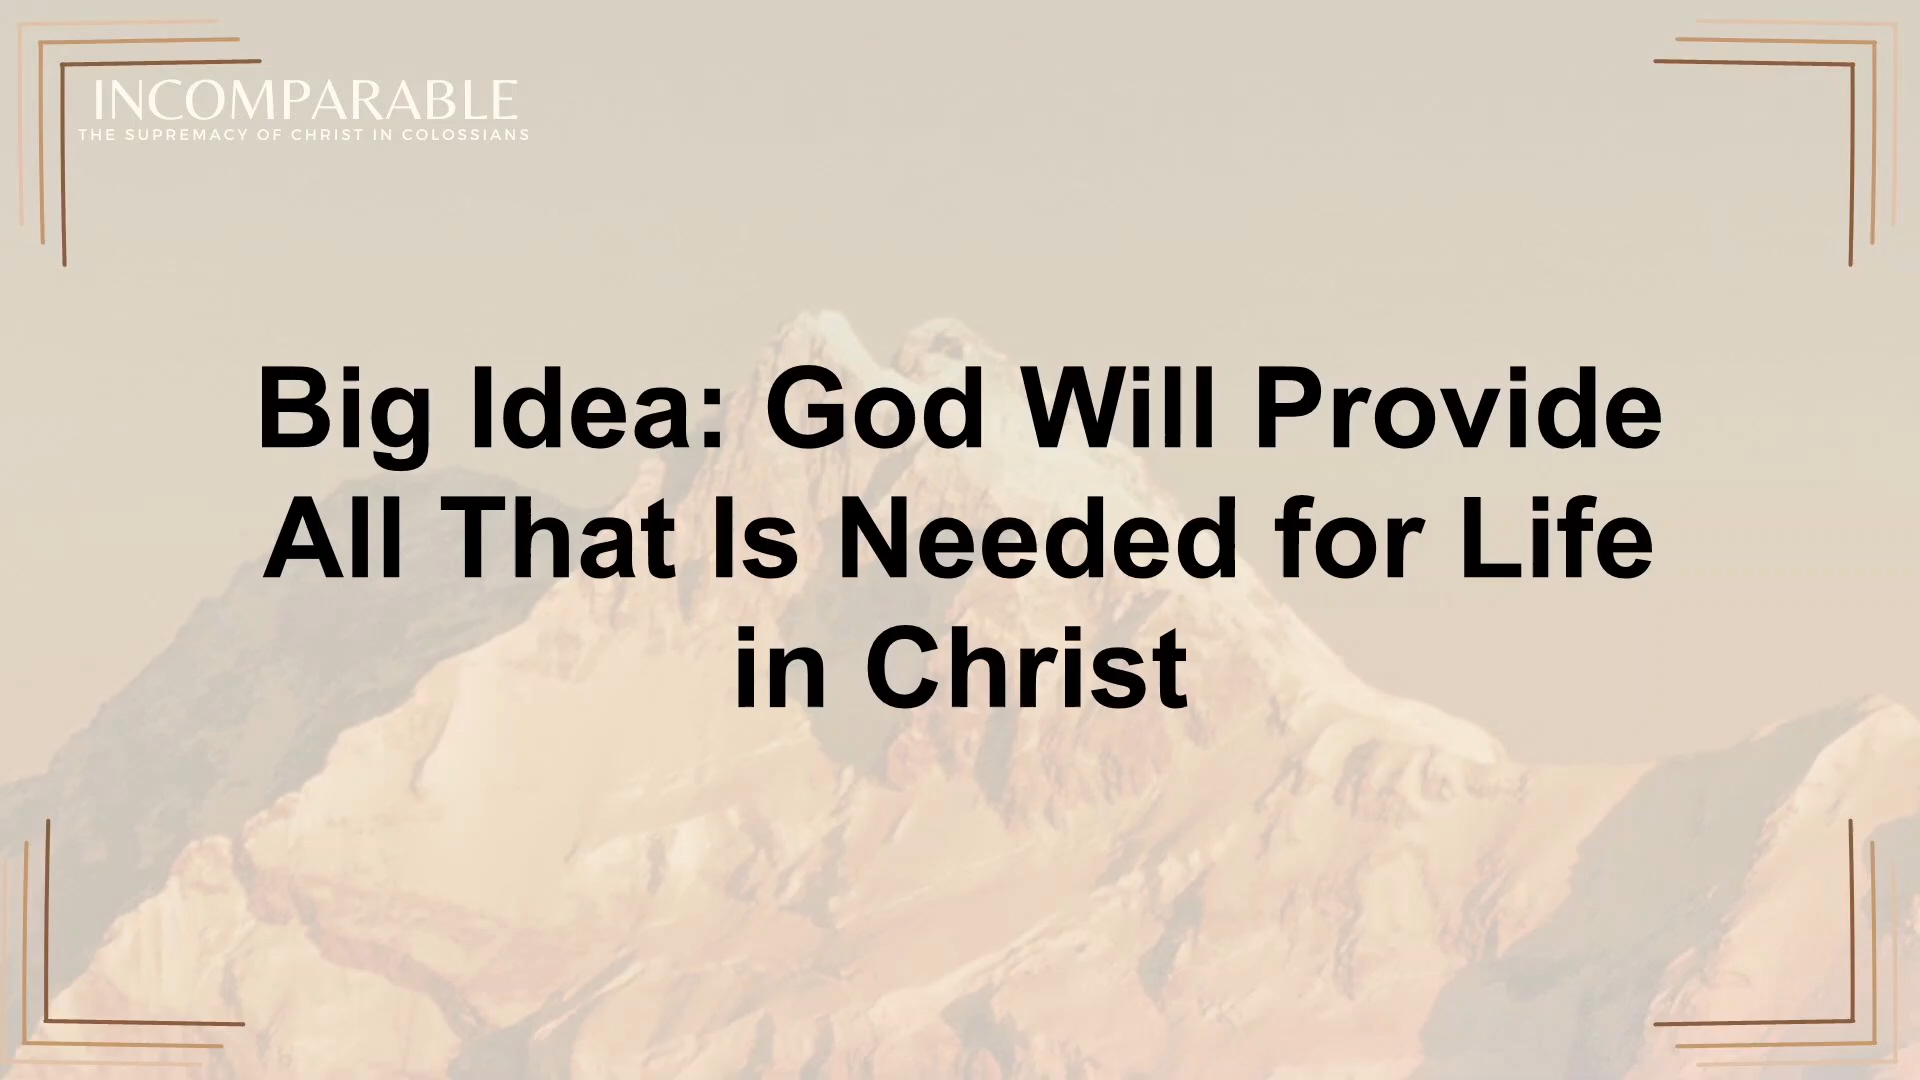 INCOMPARABLE
THE SUPREMACY OF CHRIST IN COLOSSIANS
Big Idea: God Will Provide
All That Is Needed for Life
in Christ